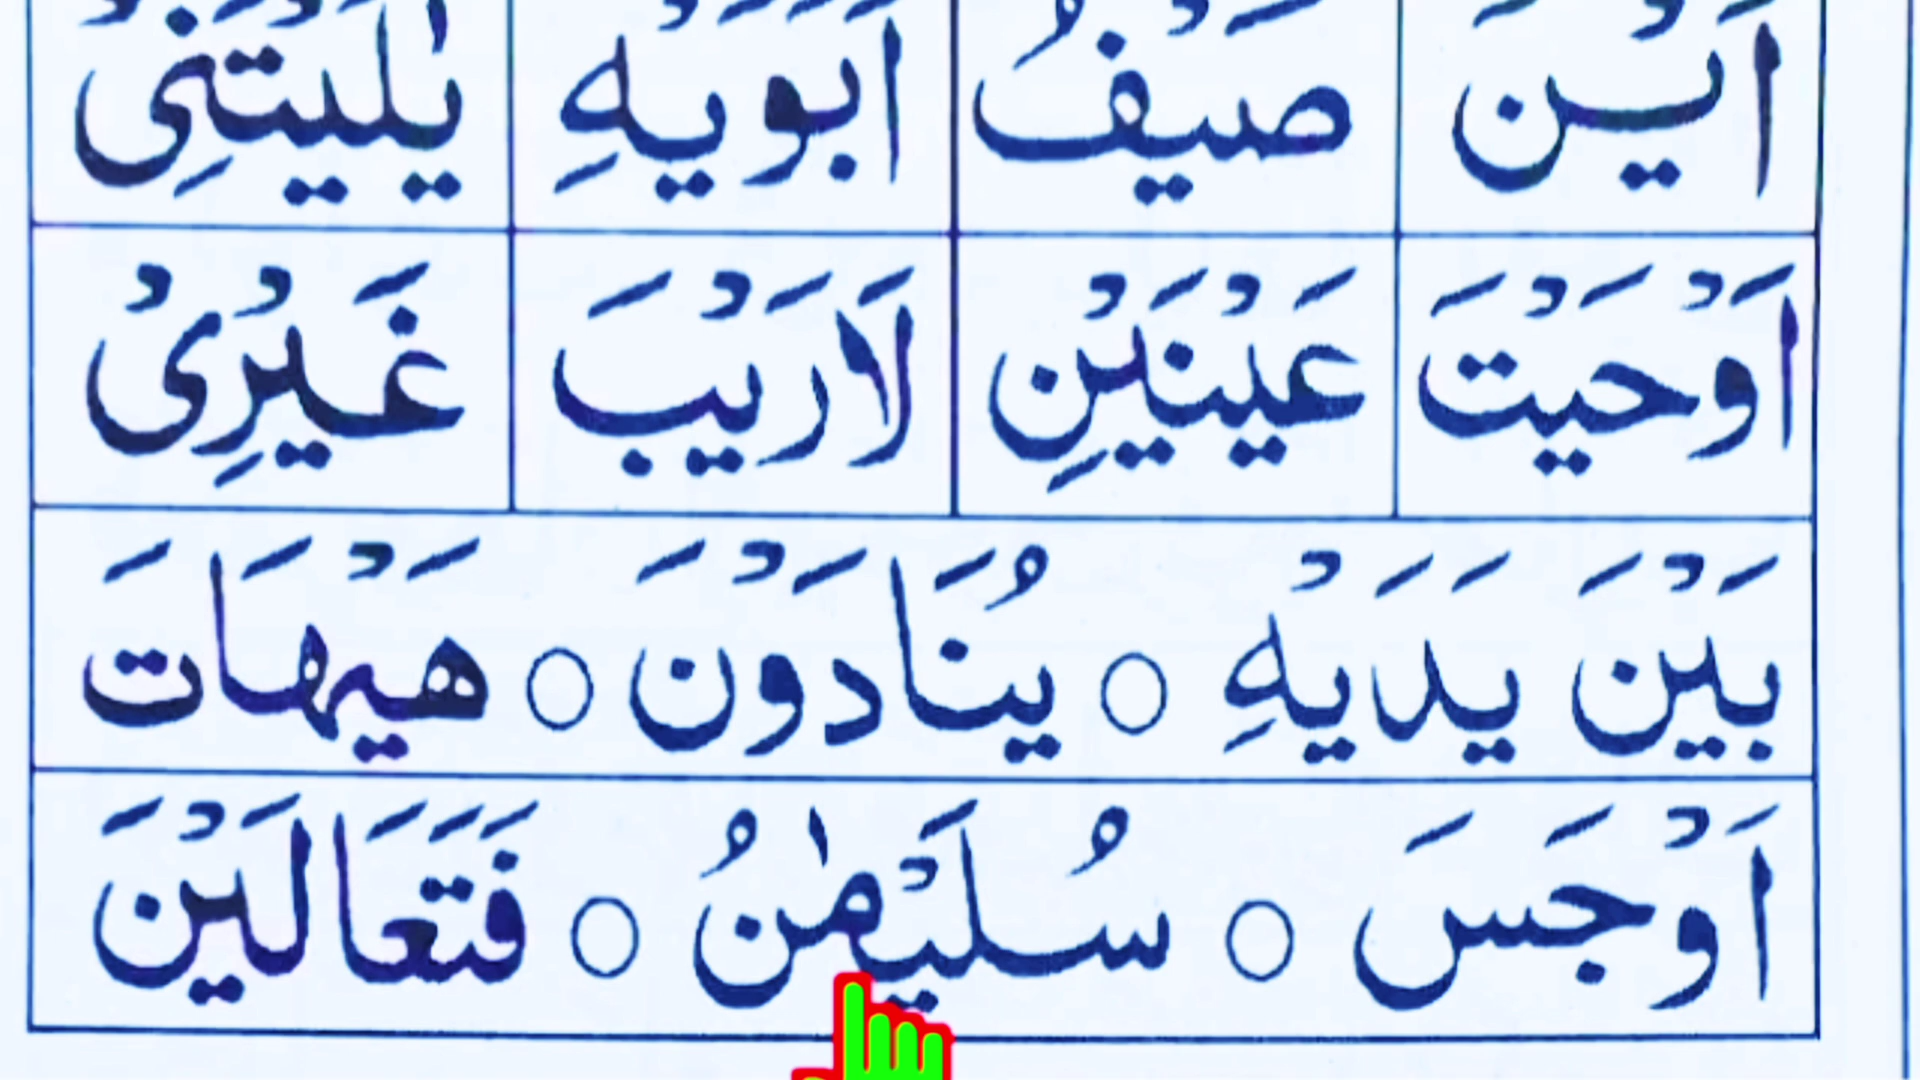 اَيْنَ صَيْفُ اَبَوَيْهِ يٰلَيْتَنِىْ
اَوْحَيْتَ عَيْنَيْنِ لَارَيْبَ غَيْرِىْ
بَيْنَ يَدَيْهِ ○ يُنَادَوْنَ ○ هَيْهَاتَ
اَوْجَسَ ○ سُلَيْمٰنُ ○ فَتَعَالَيْنَ